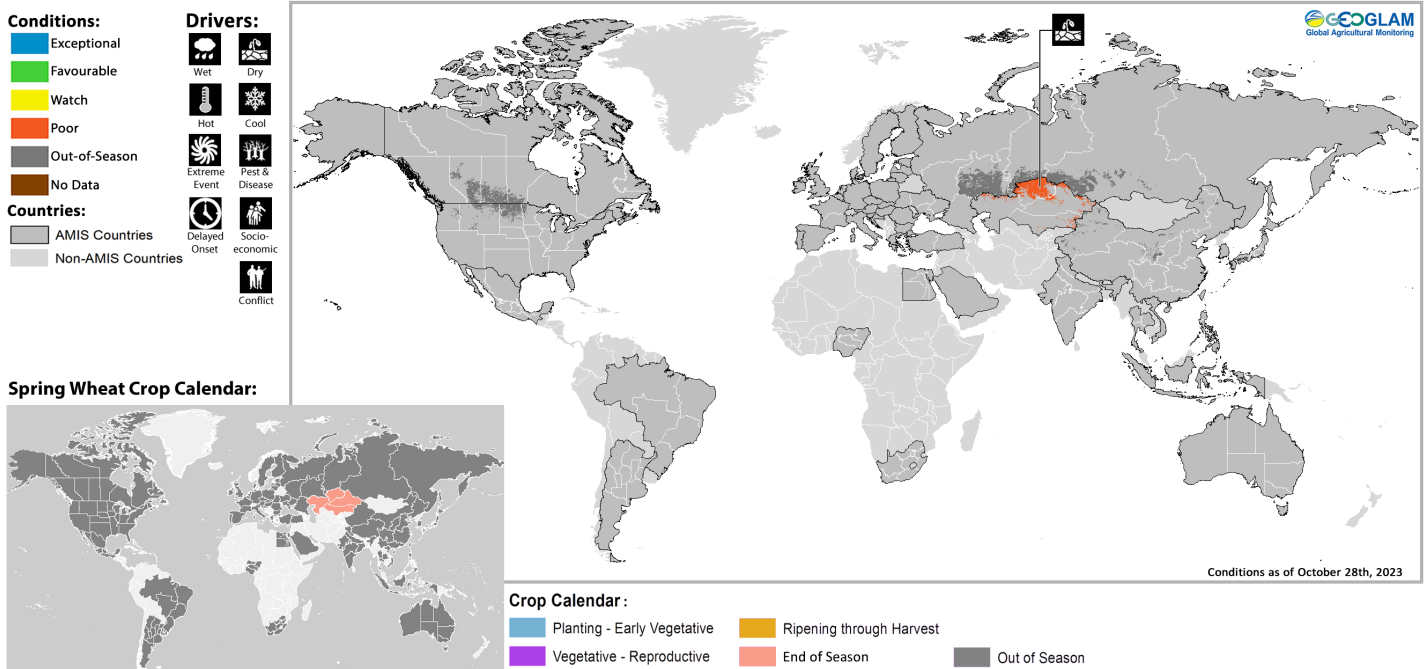 Conditions:
Exceptional
Favourable
Watch
Poor
Out-of-Season
No Data
Countries:
AMIS Countries
Non-AMIS Countries
Drivers:
Wet
Dry
Hot
Cool
Extreme
Event
Pest &
Disease
Delayed
Onset
Socio-
economic
Conflict
GEOGLAM
Global Agricultural Monitoring
Conditions as of October 28th, 2023
Spring Wheat Crop Calendar:
Crop Calendar :
Planting - Early Vegetative
Ripening through Harvest
Vegetative - Reproductive
End of Season
Out of Season